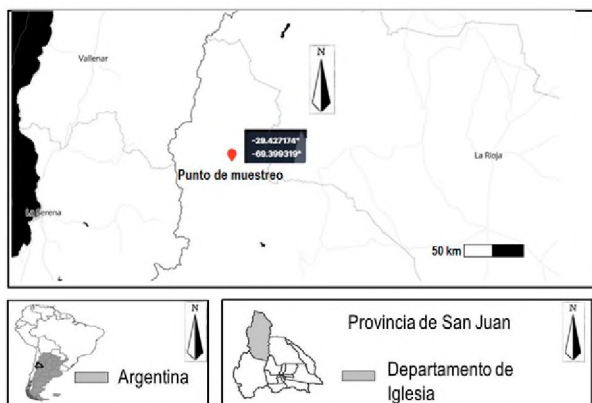 Vallenar
N
-29.427174°
-69.399319°
Punto de muestreo
La Rioja
La Serena
50 km
N
Argentina
Provincia de San Juan
N
Departamento de
Iglesia